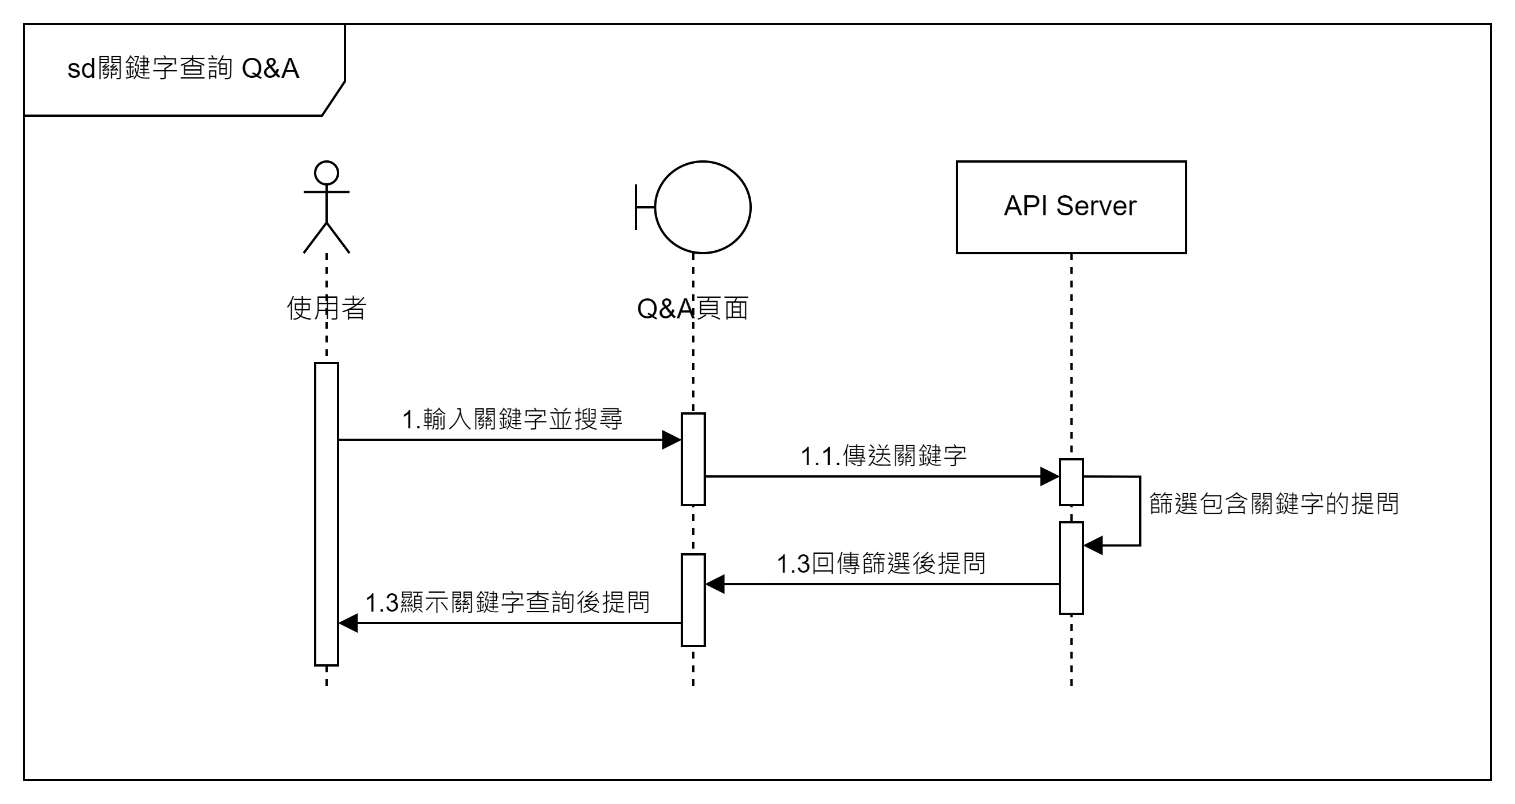 sd關鍵字查詢 Q&A
API Server
使用者
Q&A頁面
1.輸入關鍵字並搜尋
1.1.傳送關鍵字
篩選包含關鍵字的提問
1.3回傳篩選後提問
1.3顯示關鍵字查詢後提問